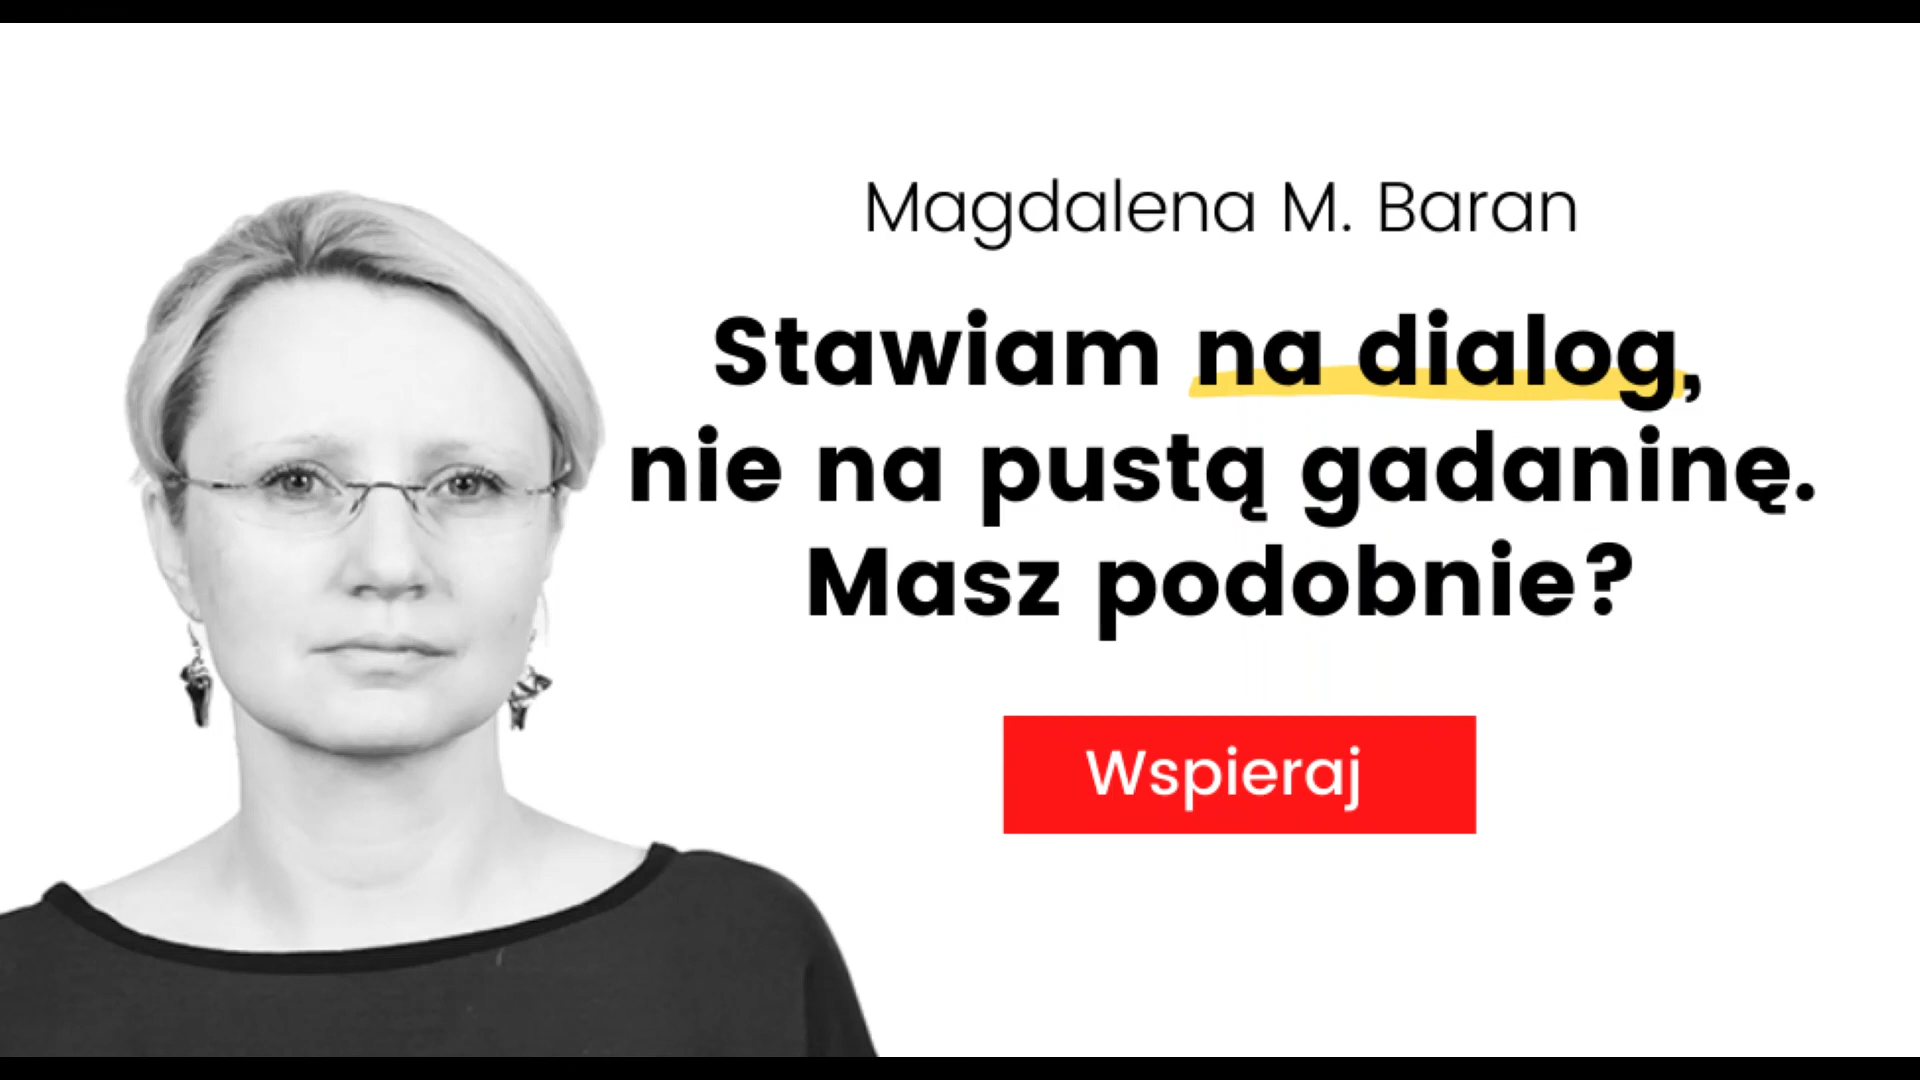 Magdalena M. Baran
Stawiam na dialog,
nie na pustą gadaninę.
Masz podobnie?
Wspieraj